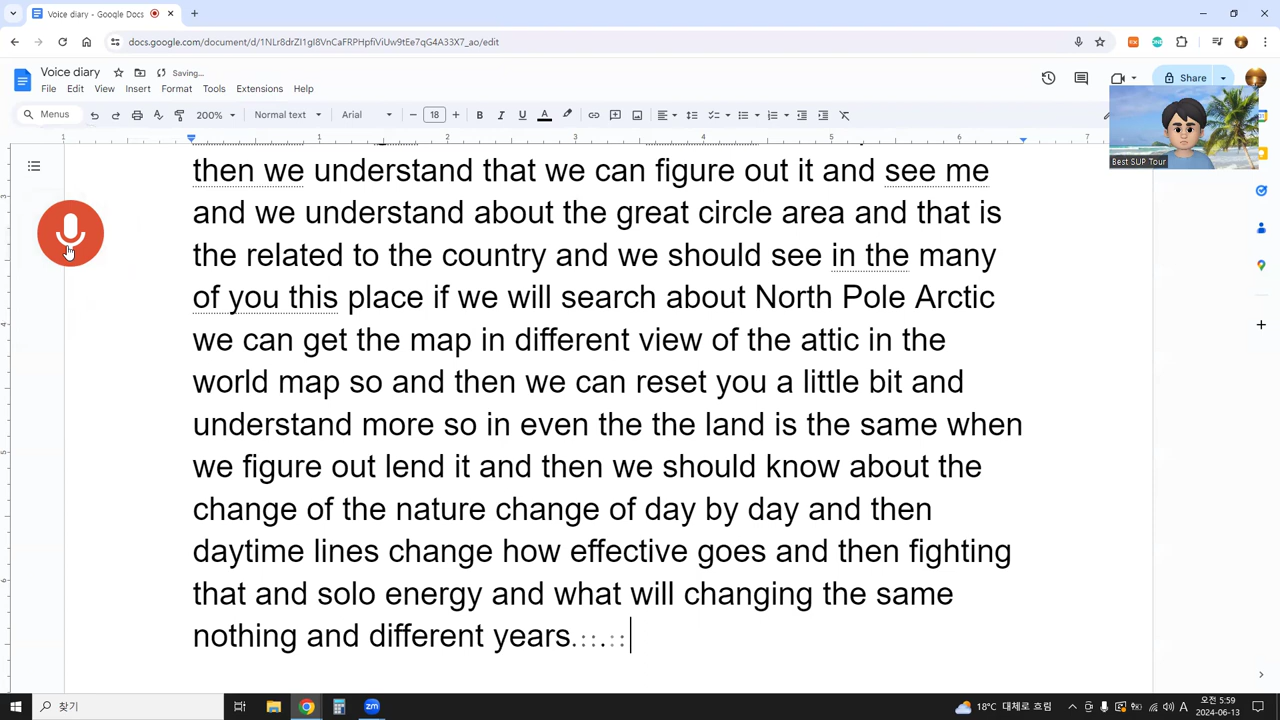 Voice diary - Google Docs
docs.google.com/document/d/1NLr8drZI1gI8VnCaFRPHpfiViUw9tEe7qG4A33X7_ao/edit
Voice diary
Saving...
File Edit View Insert Format Tools Extensions Help
Share
Menus 200% Normal text Arial 18
Best SUP Tour
then we understand that we can figure out it and see me
and we understand about the great circle area and that is
the related to the country and we should see in the many
of you this place if we will search about North Pole Arctic
we can get the map in different view of the attic in the
world map so and then we can reset you a little bit and
understand more so in even the the land is the same when
we figure out lend it and then we should know about the
change of the nature change of day by day and then
daytime lines change how effective goes and then fighting
that and solo energy and what will changing the same
nothing and different years.
찾기
18°C 대체로 흐림
오전 5:59
2024-06-13